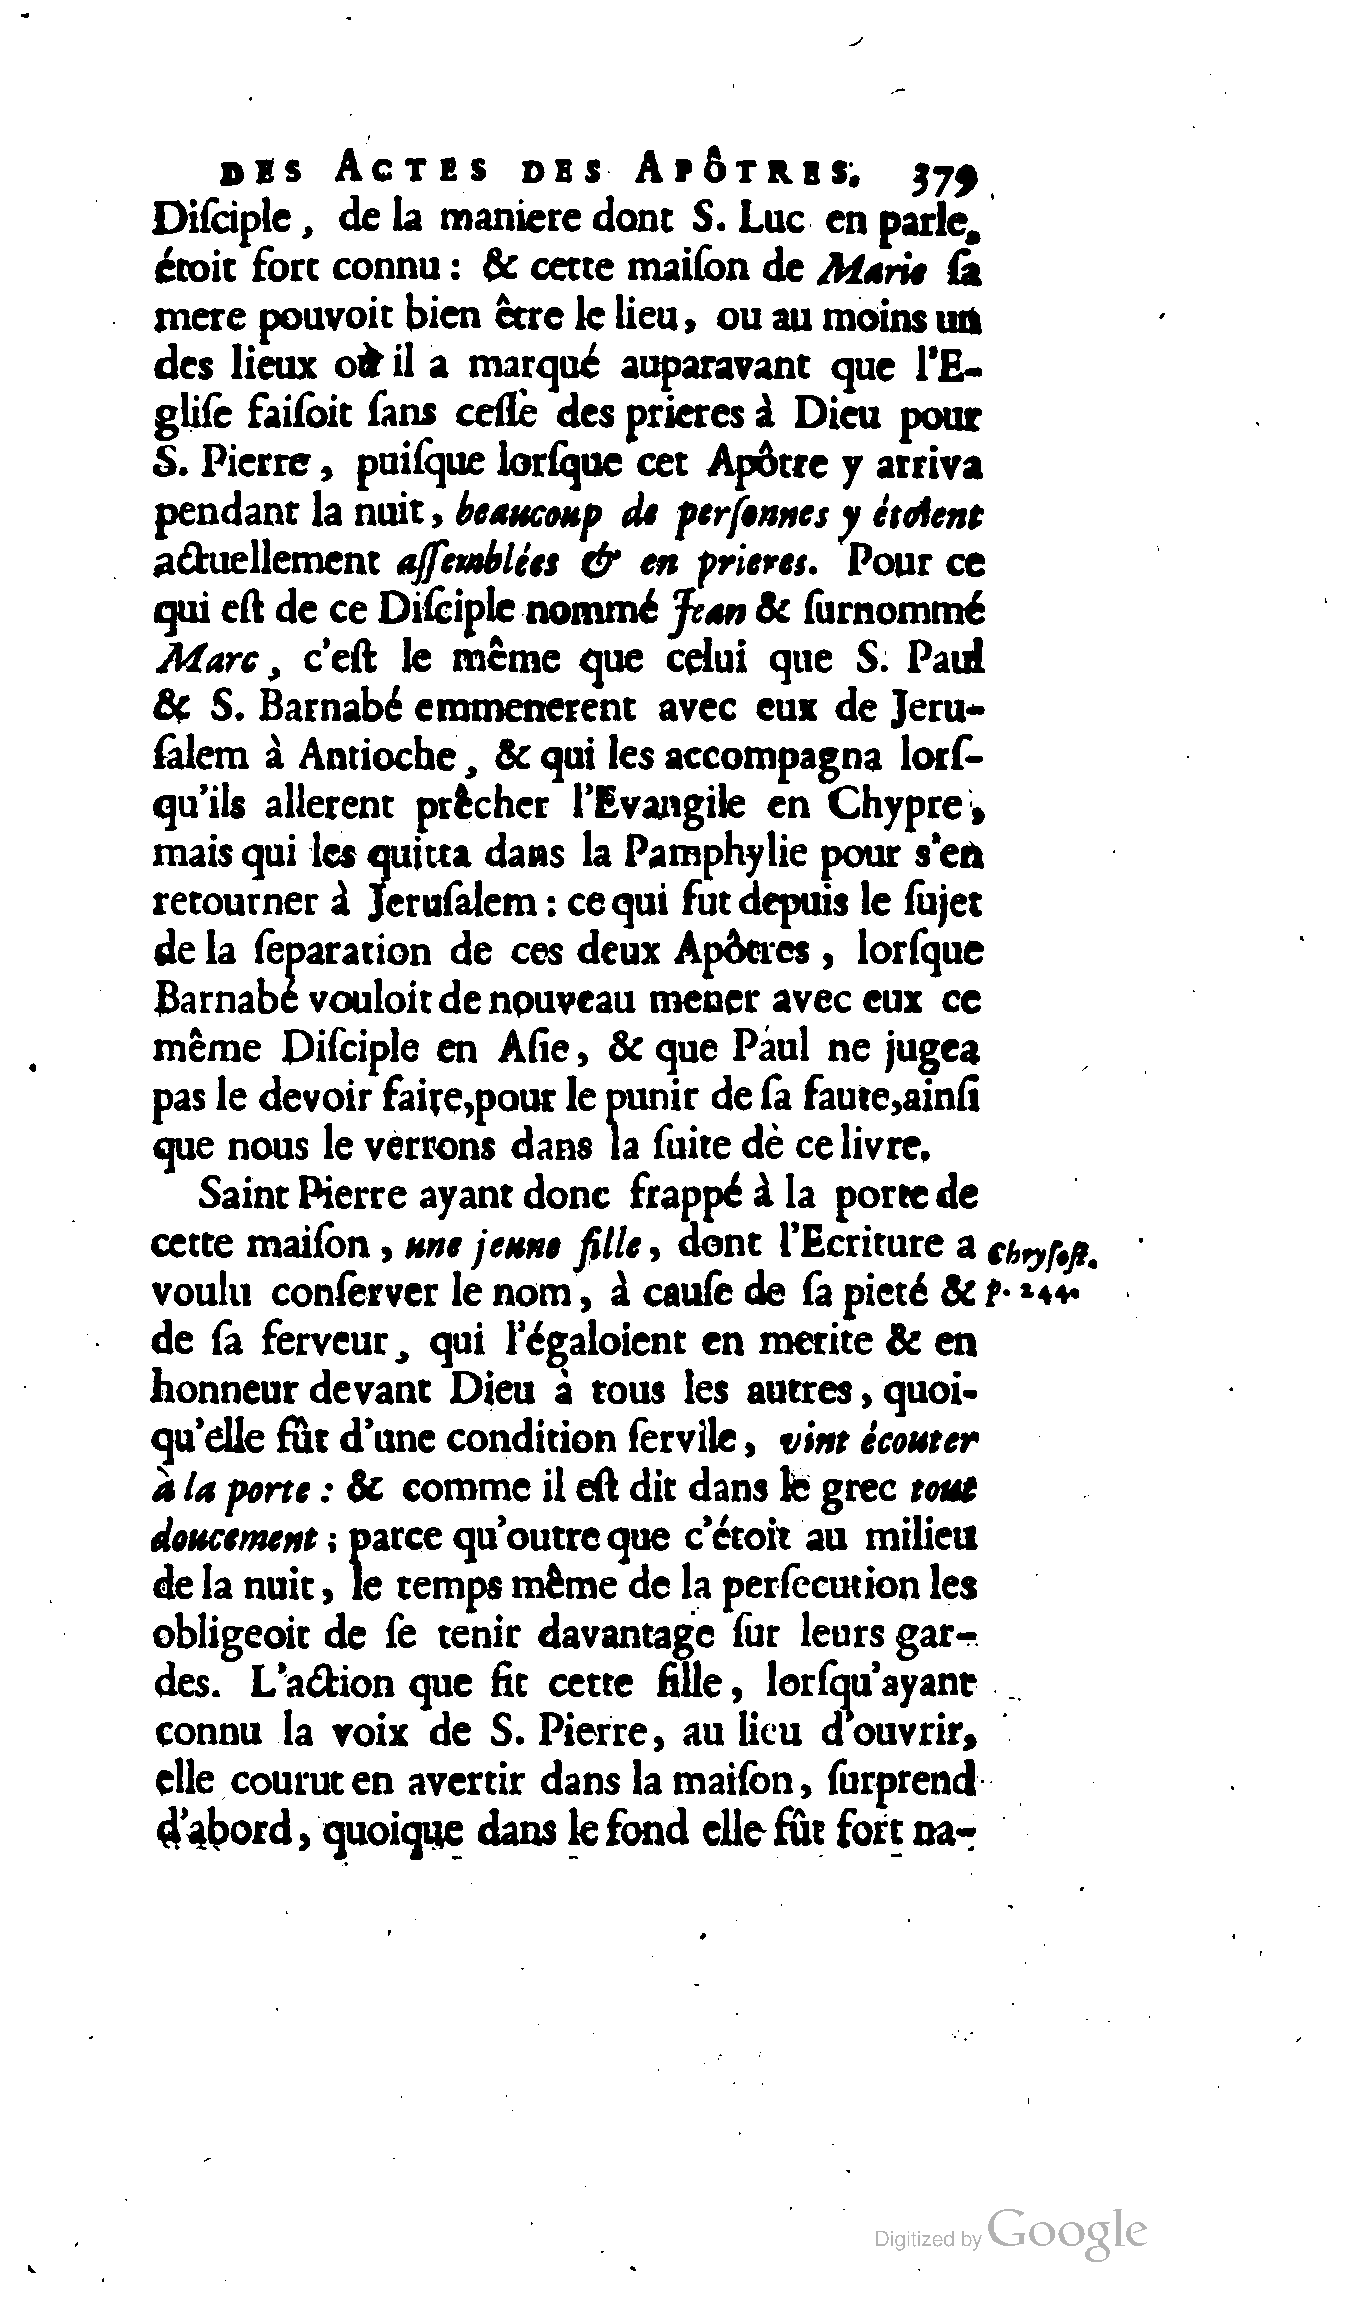 DES ACTES DES APÔTRES. 379
Diſciple, de la maniere dont S. Luc en parle,
étoit fort connu : & cette maiſon de Marie ſa
mere pouvoit bien être le lieu, ou au moins un
des lieux où il a marqué auparavant que l'E-
gliſe faiſoit ſans ceſſe des prieres à Dieu pour
S. Pierre, puiſque lorſque cet Apôtre y arriva
pendant la nuit, beaucoup de perſonnes y étoient
actuellement aſſemblées & en prieres. Pour ce
qui eſt de ce Diſciple nommé Jean & ſurnommé
Marc, c'eſt le même que celui que S. Paul
& S. Barnabé emmenerent avec eux de Jeru-
ſalem à Antioche, & qui les accompagna lorſ-
qu'ils allerent prêcher l'Evangile en Chypre,
mais qui les quitta dans la Pamphylie pour s'en
retourner à Jeruſalem : ce qui fut depuis le ſujet
de la ſeparation de ces deux Apôtres, lorſque
Barnabé vouloit de nouveau mener avec eux ce
même Diſciple en Aſie, & que Paul ne jugea
pas le devoir faire, pour le punir de ſa faute, ainſi
que nous le verrons dans la ſuite de ce livre.
Saint Pierre ayant donc frappé à la porte de
cette maiſon, une jeune fille, dont l'Ecriture a
voulu conſerver le nom, à cauſe de ſa pieté &
de ſa ferveur, qui l'égaloient en merite & en
honneur devant Dieu à tous les autres, quoi-
qu'elle fût d'une condition ſervile, vint écouter
à la porte : & comme il eſt dit dans le grec tout
doucement ; parce qu'outre que c'étoit au milieu
de la nuit, le temps même de la perſecution les
obligeoit de ſe tenir davantage ſur leurs gar-
des. L'action que fit cette fille, lorſqu'ayant
connu la voix de S. Pierre, au lieu d'ouvrir,
elle courut en avertir dans la maiſon, ſurprend
d'abord, quoique dans le fond elle fût fort na-
Chryſoſt.
p. 244.
Digitized by Google